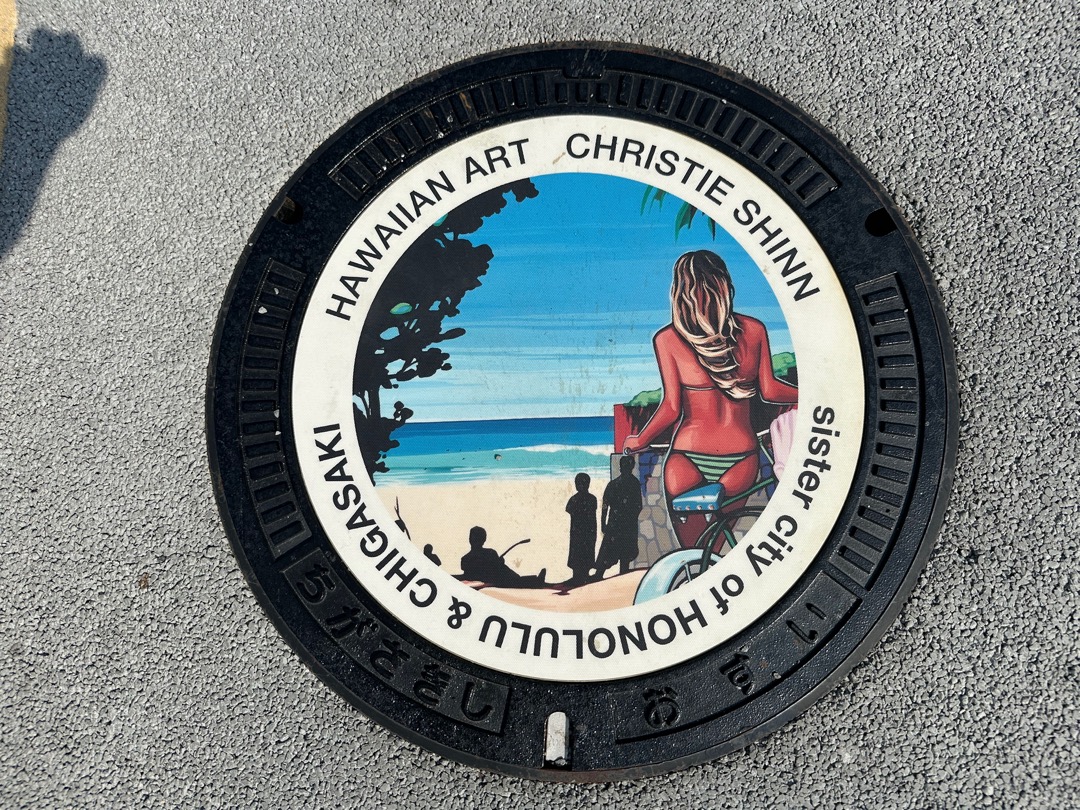 HAWAIIAN ART
CHRISTIE SHINN
sister city of HONOLULU & CHIGASAKI
ちがさきし